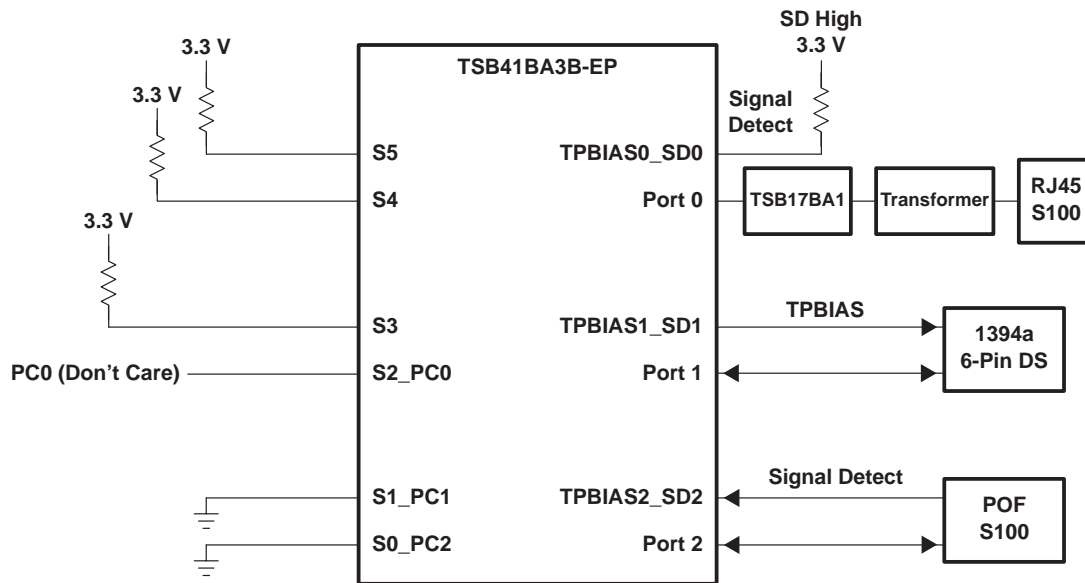 SD High
3.3 V
3.3 V
TSB41BA3B-EP
3.3 V
Signal
Detect
S5
TPBIAS0_SD0
S4
Port 0
TSB17BA1
Transformer
RJ45
S100
3.3 V
S3
TPBIAS1_SD1
TPBIAS
1394a
6-Pin DS
PC0 (Don't Care)
S2_PC0
Port 1
Signal Detect
S1_PC1
TPBIAS2_SD2
POF
S100
S0_PC2
Port 2